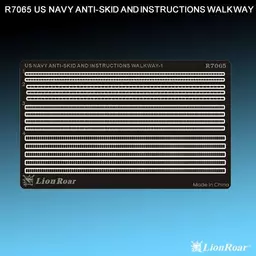 R7065 US NAVY ANTI-SKID AND INSTRUCTIONS WALKWAY
US NAVY ANTI-SKID AND INSTRUCTIONS WALKWAY-1 R7065
Lion Roar Made in China
LionRoar